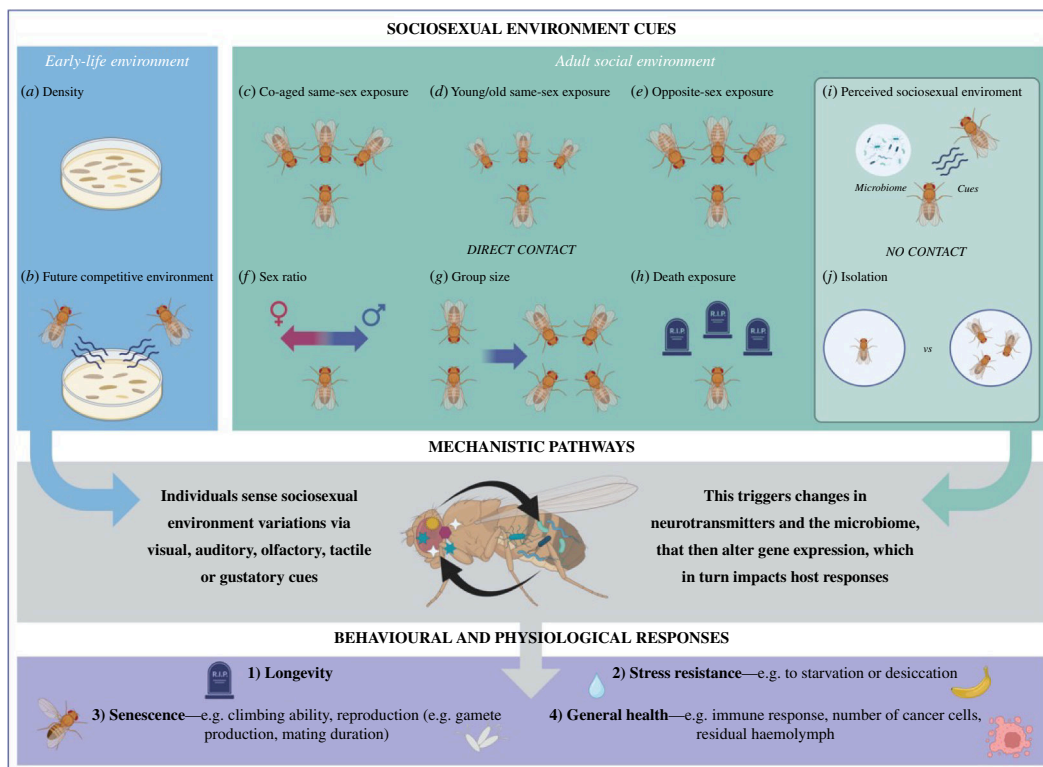 SOCIOSEXUAL ENVIRONMENT CUES
Early-life environment
Adult social environment
(a) Density
(c) Co-aged same-sex exposure
(d) Young/old same-sex exposure
(e) Opposite-sex exposure
(i) Perceived sociosexual enviroment
Microbiome
Cues
DIRECT CONTACT
NO CONTACT
(b) Future competitive environment
(f) Sex ratio
(g) Group size
(h) Death exposure
(j) Isolation
R.I.P.
R.I.P.
R.I.P.
vs
MECHANISTIC PATHWAYS
Individuals sense sociosexual
environment variations via
visual, auditory, olfactory, tactile
or gustatory cues
This triggers changes in
neurotransmitters and the microbiome,
that then alter gene expression, which
in turn impacts host responses
BEHAVIOURAL AND PHYSIOLOGICAL RESPONSES
R.I.P.
1) Longevity
2) Stress resistance—e.g. to starvation or desiccation
3) Senescence—e.g. climbing ability, reproduction (e.g. gamete
production, mating duration)
4) General health—e.g. immune response, number of cancer cells,
residual haemolymph